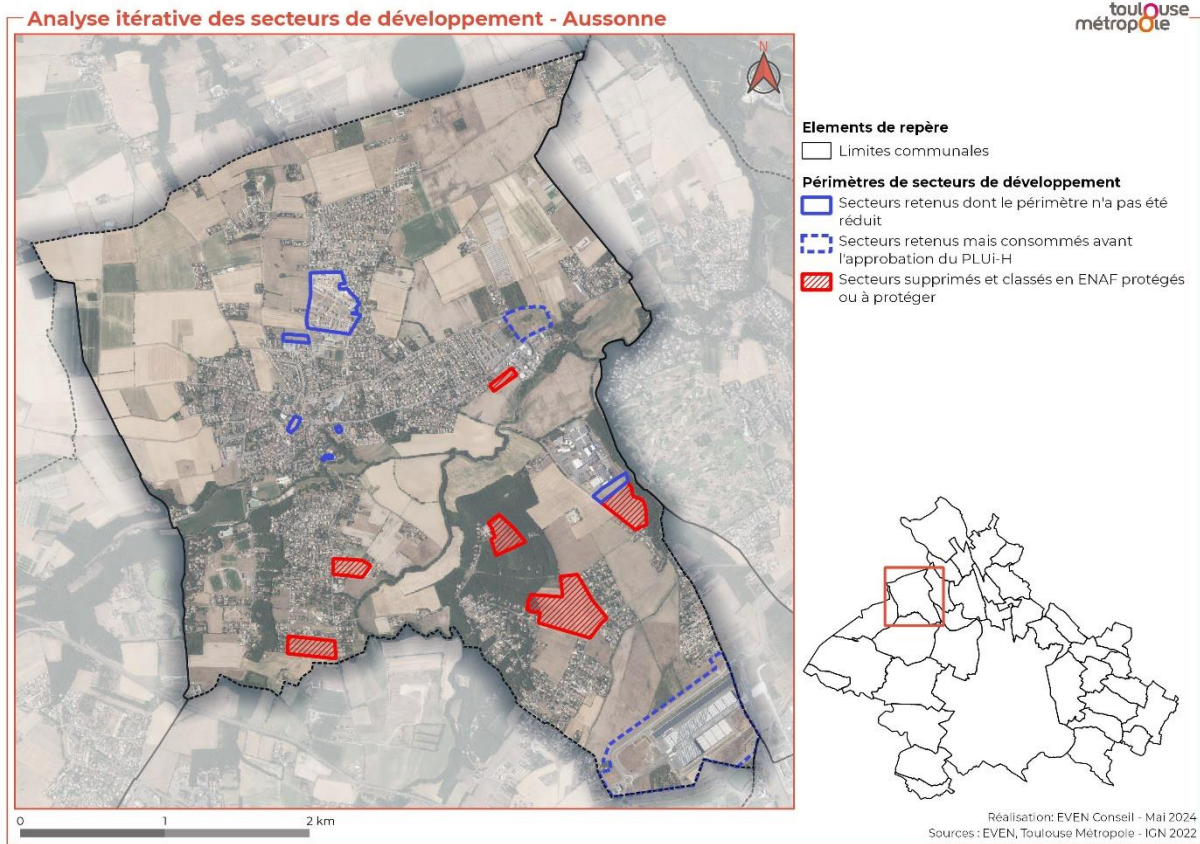 Analyse itérative des secteurs de développement - Aussonne
toulouse
métropole
N
Elements de repère
Limites communales
Périmètres de secteurs de développement
Secteurs retenus dont le périmètre n'a pas été
réduit
Secteurs retenus mais consommés avant
l'approbation du PLUi-H
Secteurs supprimés et classés en ENAF protégés
ou à protéger
0 1 2 km
Réalisation: EVEN Conseil - Mai 2024
Sources : EVEN, Toulouse Métropole - IGN 2022